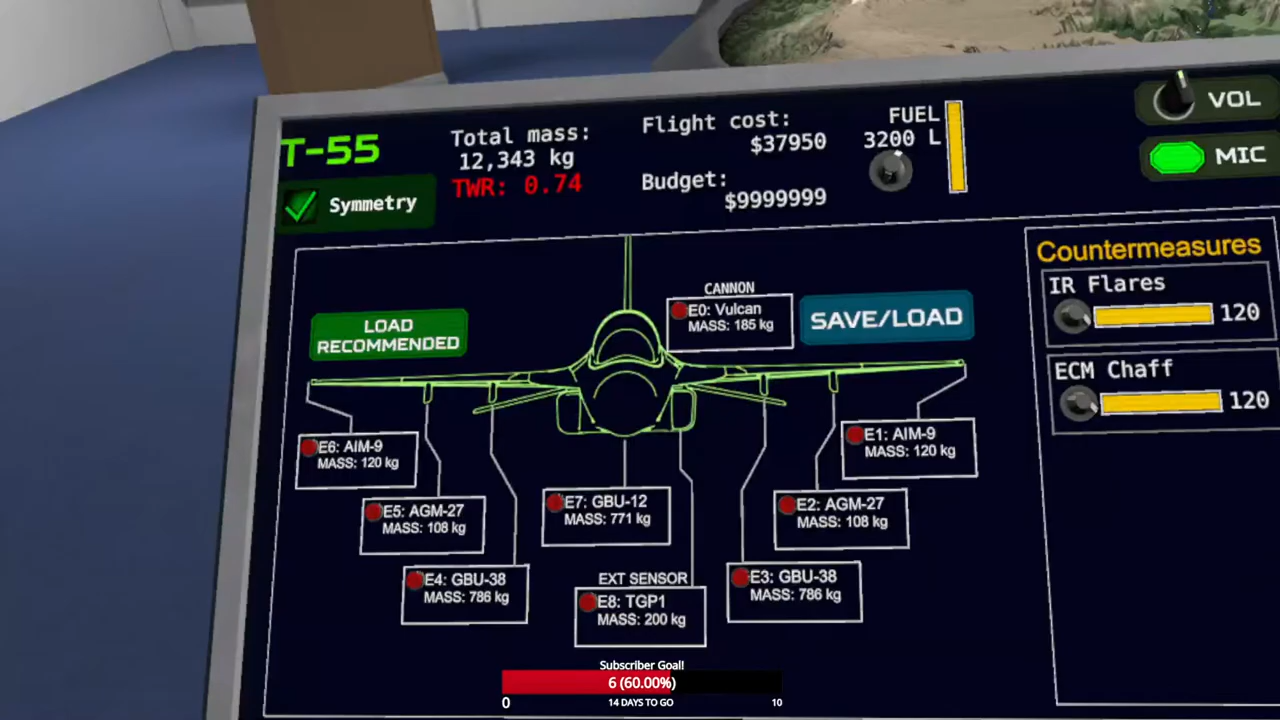 T-55
Symmetry
Total mass:
12,343 kg
TWR: 0.74
Flight cost:
$37950
Budget:
$9999999
FUEL
3200 L
VOL
MIC
LOAD
RECOMMENDED
CANNON
E0: Vulcan
MASS: 185 kg
SAVE/LOAD
Countermeasures
IR Flares
120
ECM Chaff
120
E6: AIM-9
MASS: 120 kg
E1: AIM-9
MASS: 120 kg
E5: AGM-27
MASS: 108 kg
E7: GBU-12
MASS: 771 kg
E2: AGM-27
MASS: 108 kg
E4: GBU-38
MASS: 786 kg
EXT SENSOR
E8: TGP1
MASS: 200 kg
E3: GBU-38
MASS: 786 kg
Subscriber Goal!
6 (60.00%)
0
14 DAYS TO GO
10